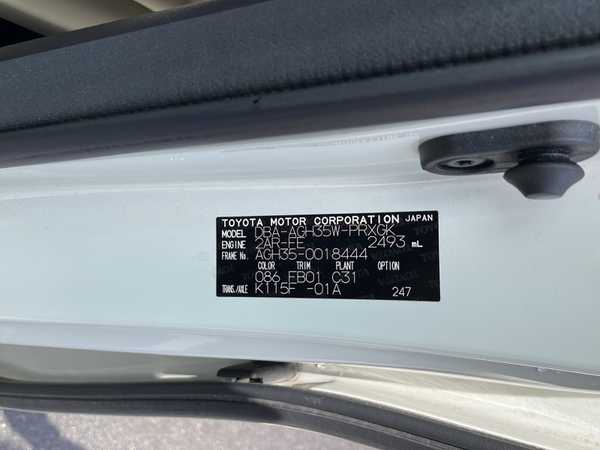 TOYOTA MOTOR CORPORATION JAPAN
MODEL DBA-AGH35W-PRXGK
ENGINE 2AR-FE 2493 mL
FRAME No. AGH35-0018444
COLOR TRIM PLANT OPTION
086 EB01 C31
TRANS./AXLE K115F -01A 247